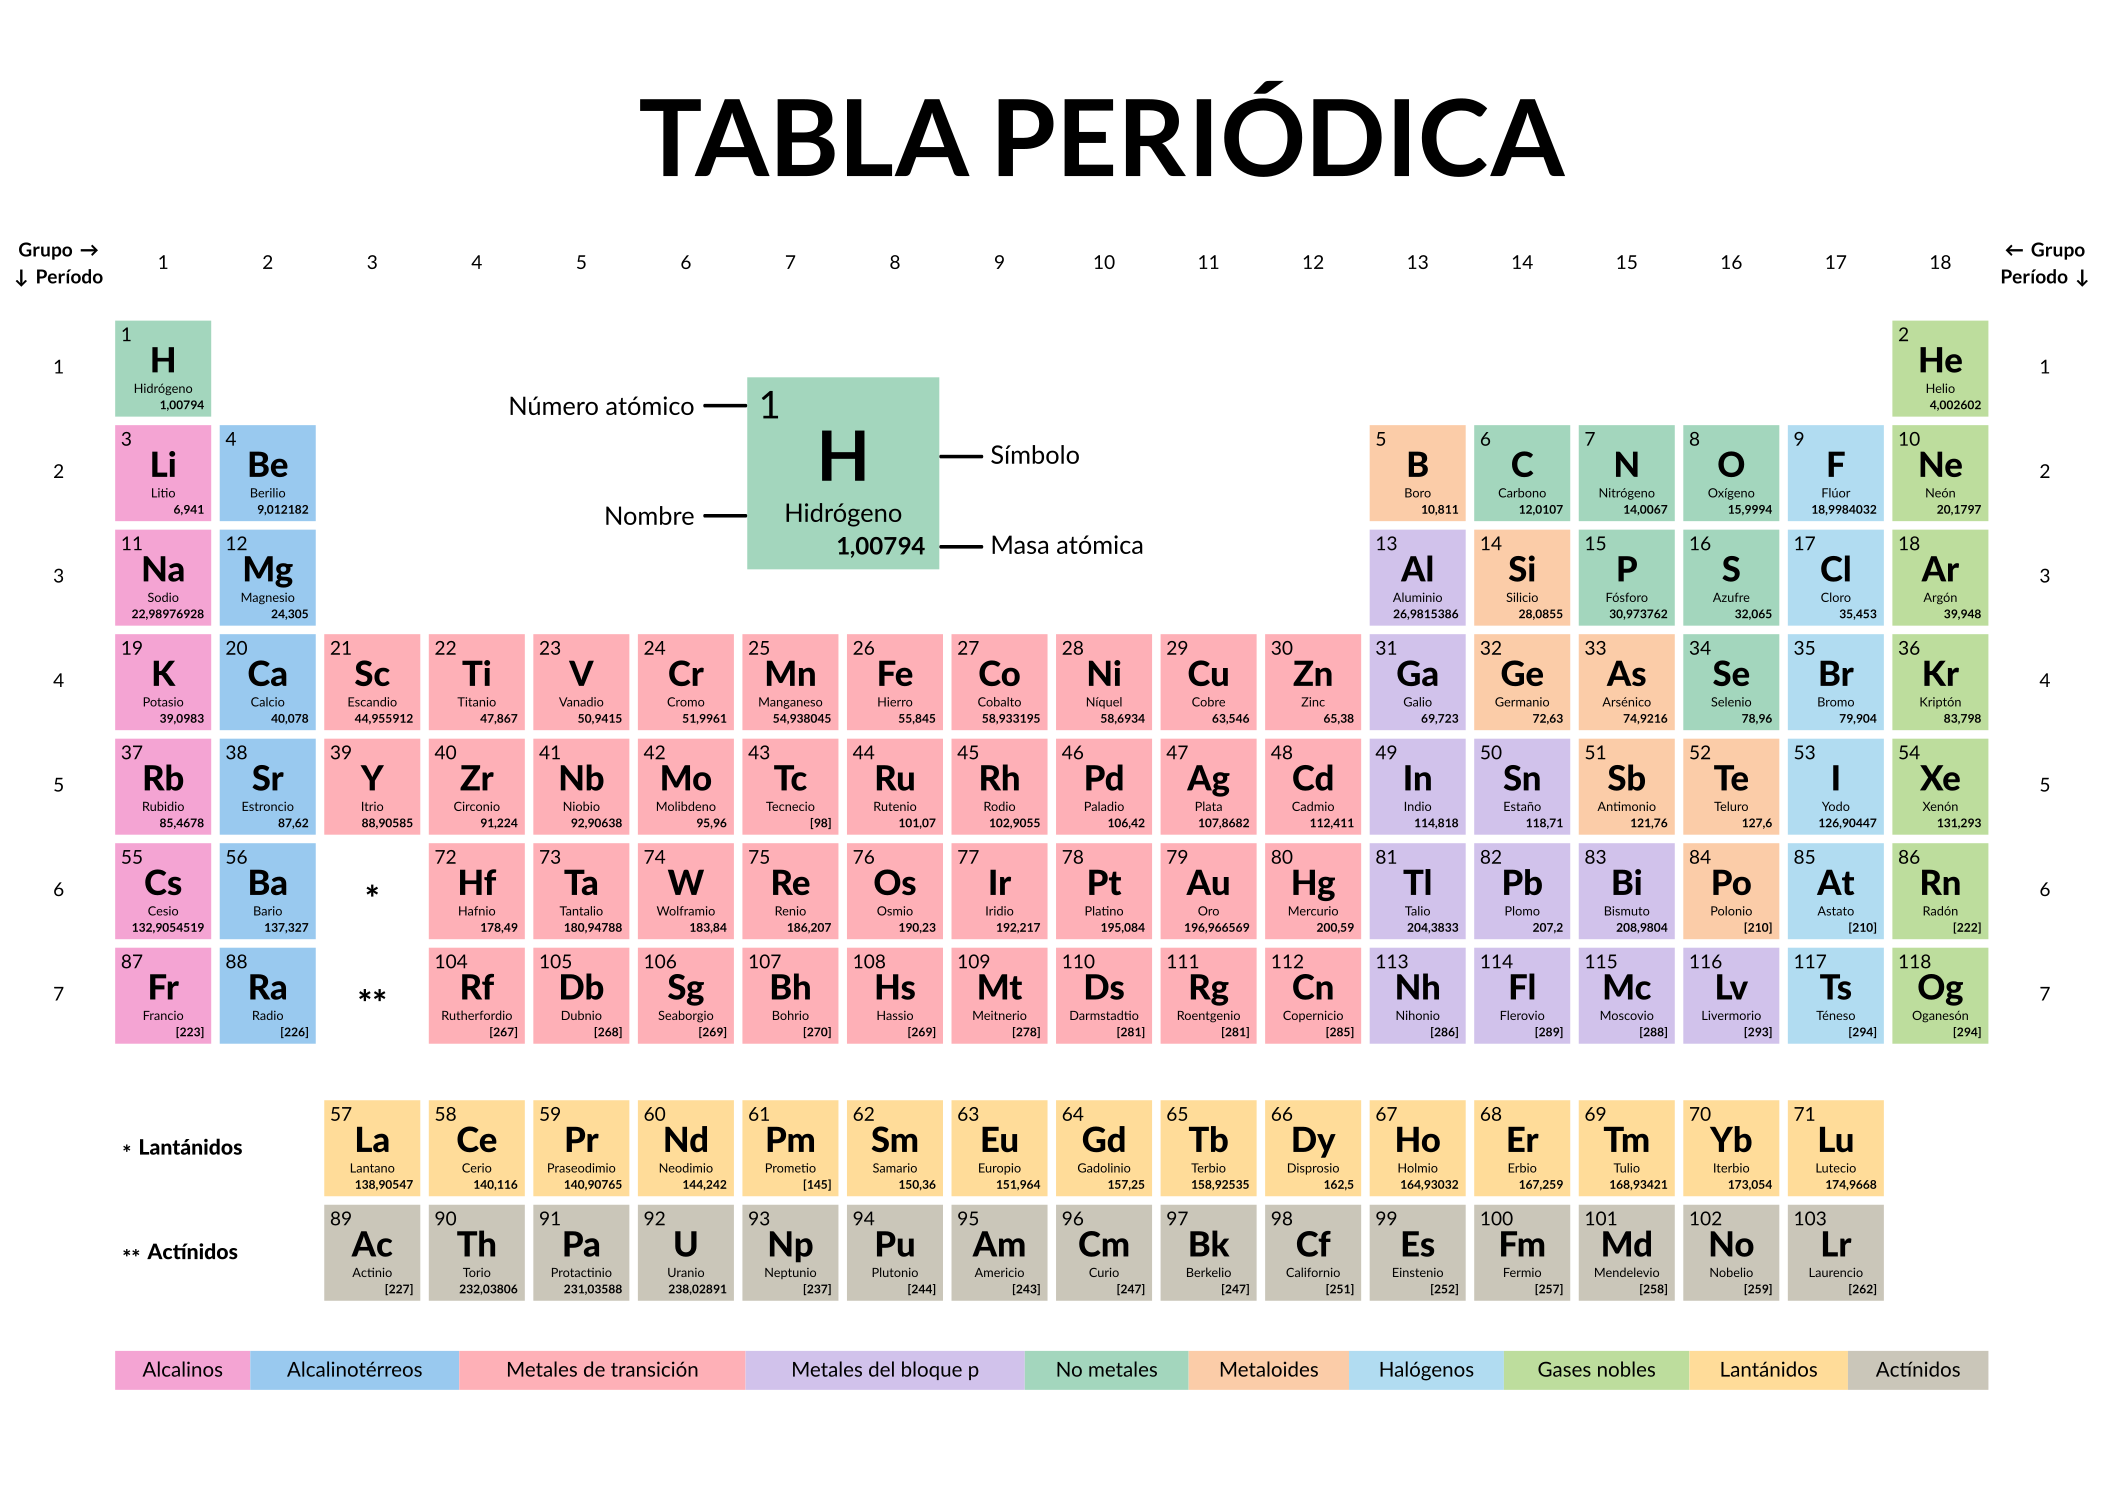 TABLA PERIÓDICA
Grupo → 1 2 3 4 5 6 7 8 9 10 11 12 13 14 15 16 17 18 ← Grupo
↓ Período Período ↓
1 1 2 1
H He
Hidrógeno Helio
1,00794 4,002602
Número atómico 1
H Símbolo
Nombre Hidrógeno
1,00794 Masa atómica
2 3 4 5 6 7 8 9 10 2
Li Be B C N O F Ne
Litio Berilio Boro Carbono Nitrógeno Oxígeno Flúor Neón
6,941 9,012182 10,811 12,0107 14,0067 15,9994 18,9984032 20,1797
3 11 12 13 14 15 16 17 18 3
Na Mg Al Si P S Cl Ar
Sodio Magnesio Aluminio Silicio Fósforo Azufre Cloro Argón
22,98976928 24,305 26,9815386 28,0855 30,973762 32,065 35,453 39,948
4 19 20 21 22 23 24 25 26 27 28 29 30 31 32 33 34 35 36 4
K Ca Sc Ti V Cr Mn Fe Co Ni Cu Zn Ga Ge As Se Br Kr
Potasio Calcio Escandio Titanio Vanadio Cromo Manganeso Hierro Cobalto Níquel Cobre Zinc Galio Germanio Arsénico Selenio Bromo Kriptón
39,0983 40,078 44,955912 47,867 50,9415 51,9961 54,938045 55,845 58,933195 58,6934 63,546 65,38 69,723 72,63 74,9216 78,96 79,904 83,798
5 37 38 39 40 41 42 43 44 45 46 47 48 49 50 51 52 53 54 5
Rb Sr Y Zr Nb Mo Tc Ru Rh Pd Ag Cd In Sn Sb Te I Xe
Rubidio Estroncio Itrio Circonio Niobio Molibdeno Tecnecio Rutenio Rodio Paladio Plata Cadmio Indio Estaño Antimonio Teluro Yodo Xenón
85,4678 87,62 88,90585 91,224 92,90638 95,96 [98] 101,07 102,9055 106,42 107,8682 112,411 114,818 118,71 121,76 127,6 126,90447 131,293
6 55 56 * 72 73 74 75 76 77 78 79 80 81 82 83 84 85 86 6
Cs Ba Hf Ta W Re Os Ir Pt Au Hg Tl Pb Bi Po At Rn
Cesio Bario Hafnio Tantalio Wolframio Renio Osmio Iridio Platino Oro Mercurio Talio Plomo Bismuto Polonio Astato Radón
132,9054519 137,327 178,49 180,94788 183,84 186,207 190,23 192,217 195,084 196,966569 200,59 204,3833 207,2 208,9804 [210] [210] [222]
7 87 88 ** 104 105 106 107 108 109 110 111 112 113 114 115 116 117 118 7
Fr Ra Rf Db Sg Bh Hs Mt Ds Rg Cn Nh Fl Mc Lv Ts Og
Francio Radio Rutherfordio Dubnio Seaborgio Bohrio Hassio Meitnerio Darmstadtio Roentgenio Copernicio Nihonio Flerovio Moscovio Livermorio Téneso Oganesón
[223] [226] [267] [268] [269] [270] [269] [278] [281] [281] [285] [286] [289] [288] [293] [294] [294]
* Lantánidos 57 58 59 60 61 62 63 64 65 66 67 68 69 70 71
La Ce Pr Nd Pm Sm Eu Gd Tb Dy Ho Er Tm Yb Lu
Lantano Cerio Praseodimio Neodimio Prometio Samario Europio Gadolinio Terbio Disprosio Holmio Erbio Tulio Iterbio Lutecio
138,90547 140,116 140,90765 144,242 [145] 150,36 151,964 157,25 158,92535 162,5 164,93032 167,259 168,93421 173,054 174,9668
** Actínidos 89 90 91 92 93 94 95 96 97 98 99 100 101 102 103
Ac Th Pa U Np Pu Am Cm Bk Cf Es Fm Md No Lr
Actinio Torio Protactinio Uranio Neptunio Plutonio Americio Curio Berkelio Californio Einstenio Fermio Mendelevio Nobelio Laurencio
[227] 232,03806 231,03588 238,02891 [237] [244] [243] [247] [247] [251] [252] [257] [258] [259] [262]
Alcalinos Alcalinotérreos Metales de transición Metales del bloque p No metales Metaloides Halógenos Gases nobles Lantánidos Actínidos